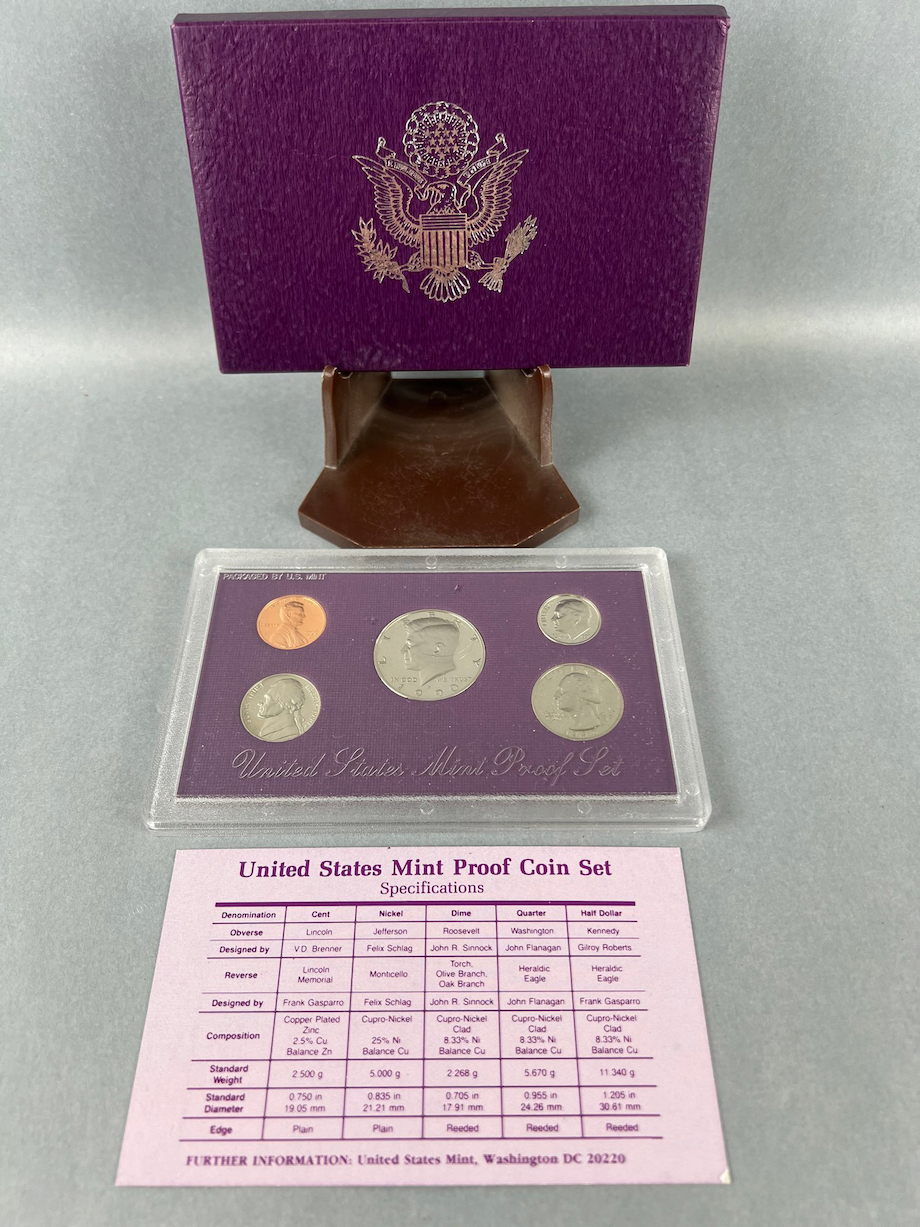 PACKAGED BY U.S. MINT
LIBERTY
IN GOD WE TRUST
United States Mint Proof Set
United States Mint Proof Coin Set
Specifications
Denomination Cent Nickel Dime Quarter Half Dollar
Obverse Lincoln Jefferson Roosevelt Washington Kennedy
Designed by V.D. Brenner Felix Schlag John R. Sinnock John Flanagan Gilroy Roberts
Reverse Lincoln Memorial Monticello Torch, Olive Branch, Oak Branch Heraldic Eagle Heraldic Eagle
Designed by Frank Gasparro Felix Schlag John R. Sinnock John Flanagan Frank Gasparro
Composition Copper Plated Zinc 2.5% Cu Balance Zn Cupro-Nickel 25% Ni Balance Cu Cupro-Nickel Clad 8.33% Ni Balance Cu Cupro-Nickel Clad 8.33% Ni Balance Cu Cupro-Nickel Clad 8.33% Ni Balance Cu
Standard Weight 2.500 g 5.000 g 2.268 g 5.670 g 11.340 g
Standard Diameter 0.750 in 19.05 mm 0.835 in 21.21 mm 0.705 in 17.91 mm 0.955 in 24.26 mm 1.205 in 30.61 mm
Edge Plain Plain Reeded Reeded Reeded
FURTHER INFORMATION: United States Mint, Washington DC 20220